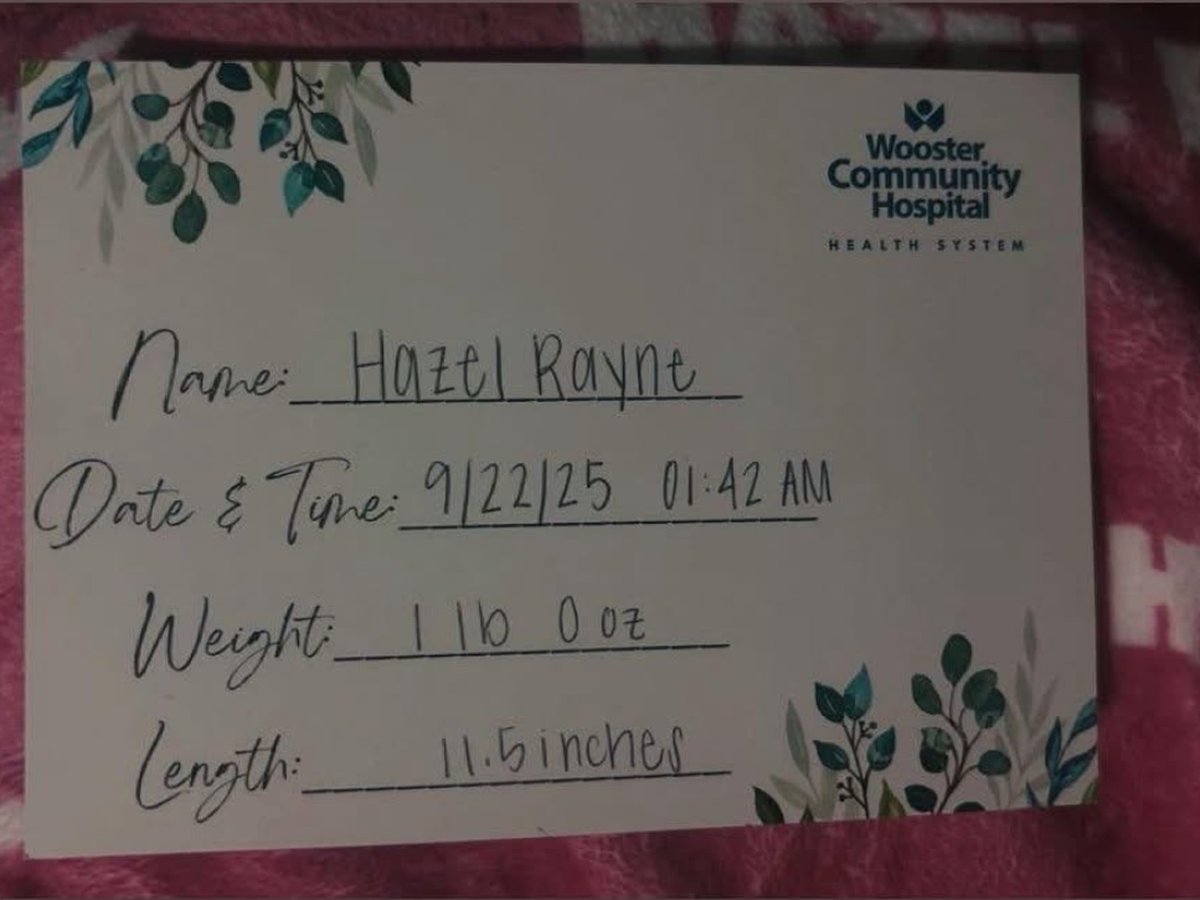 Wooster
Community
Hospital
HEALTH SYSTEM
Name: Hazel Rayne
Date & Time: 9/22/25 01:42 AM
Weight: 1 lb 0 oz
Length: 11.5 inches
H